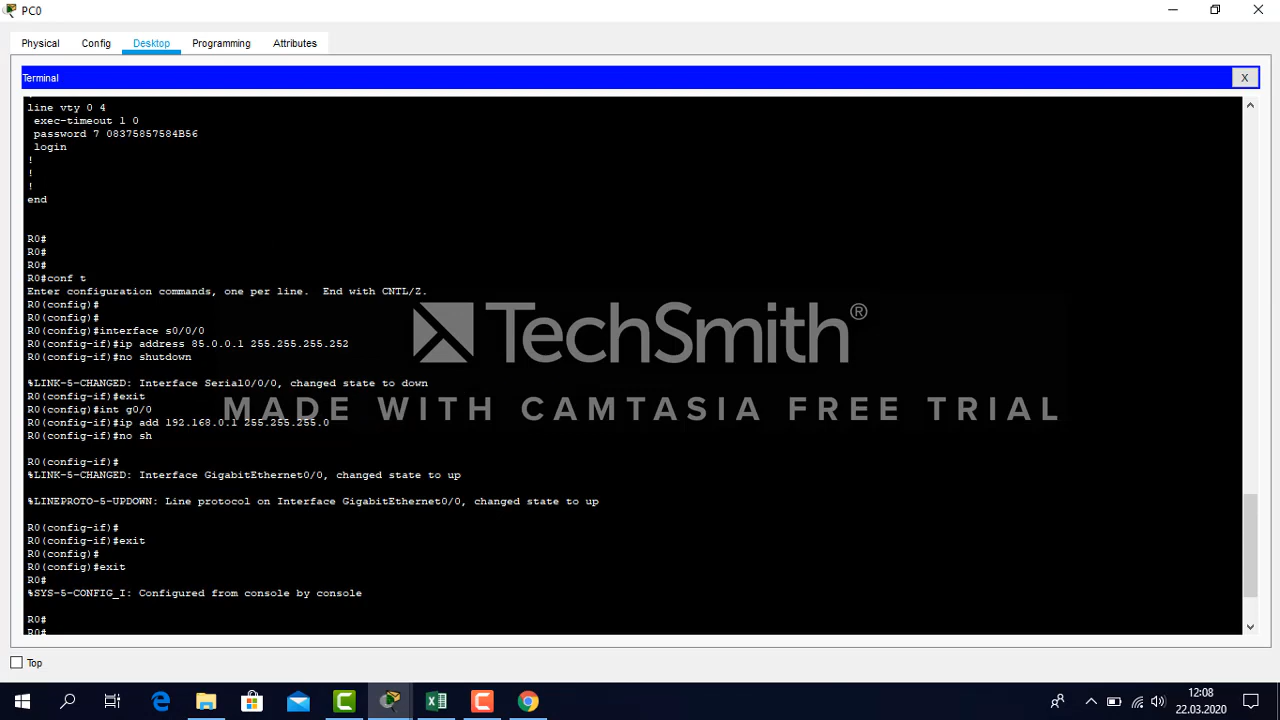 PC0
Physical
Config
Desktop
Programming
Attributes
Terminal
X
line vty 0 4
exec-timeout 1 0
password 7 08375857584B56
login
!
!
!
end
R0#
R0#
R0#
R0#conf t
Enter configuration commands, one per line. End with CNTL/Z.
R0(config)#
R0(config)#
R0(config)#interface s0/0/0
R0(config-if)#ip address 85.0.0.1 255.255.255.252
R0(config-if)#no shutdown
%LINK-5-CHANGED: Interface Serial0/0/0, changed state to down
R0(config-if)#exit
R0(config)#int g0/0
R0(config-if)#ip add 192.168.0.1 255.255.255.0
R0(config-if)#no sh
R0(config-if)#
%LINK-5-CHANGED: Interface GigabitEthernet0/0, changed state to up
%LINEPROTO-5-UPDOWN: Line protocol on Interface GigabitEthernet0/0, changed state to up
R0(config-if)#
R0(config-if)#exit
R0(config)#
R0(config)#exit
R0#
%SYS-5-CONFIG_I: Configured from console by console
R0#
R0#
TechSmith®
MADE WITH CAMTASIA FREE TRIAL
Top
12:08
22.03.2020